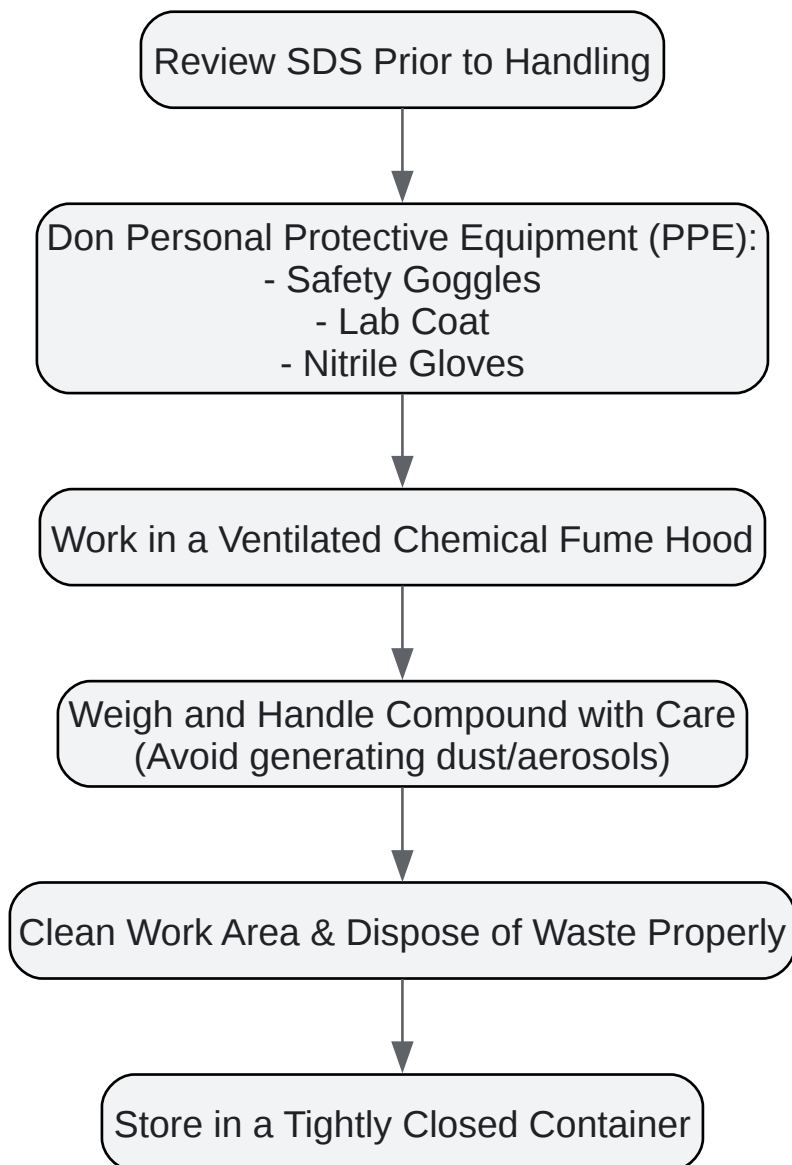 Review SDS Prior to Handling
Don Personal Protective Equipment (PPE):
- Safety Goggles
- Lab Coat
- Nitrile Gloves
Work in a Ventilated Chemical Fume Hood
Weigh and Handle Compound with Care
(Avoid generating dust/aerosols)
Clean Work Area & Dispose of Waste Properly
Store in a Tightly Closed Container